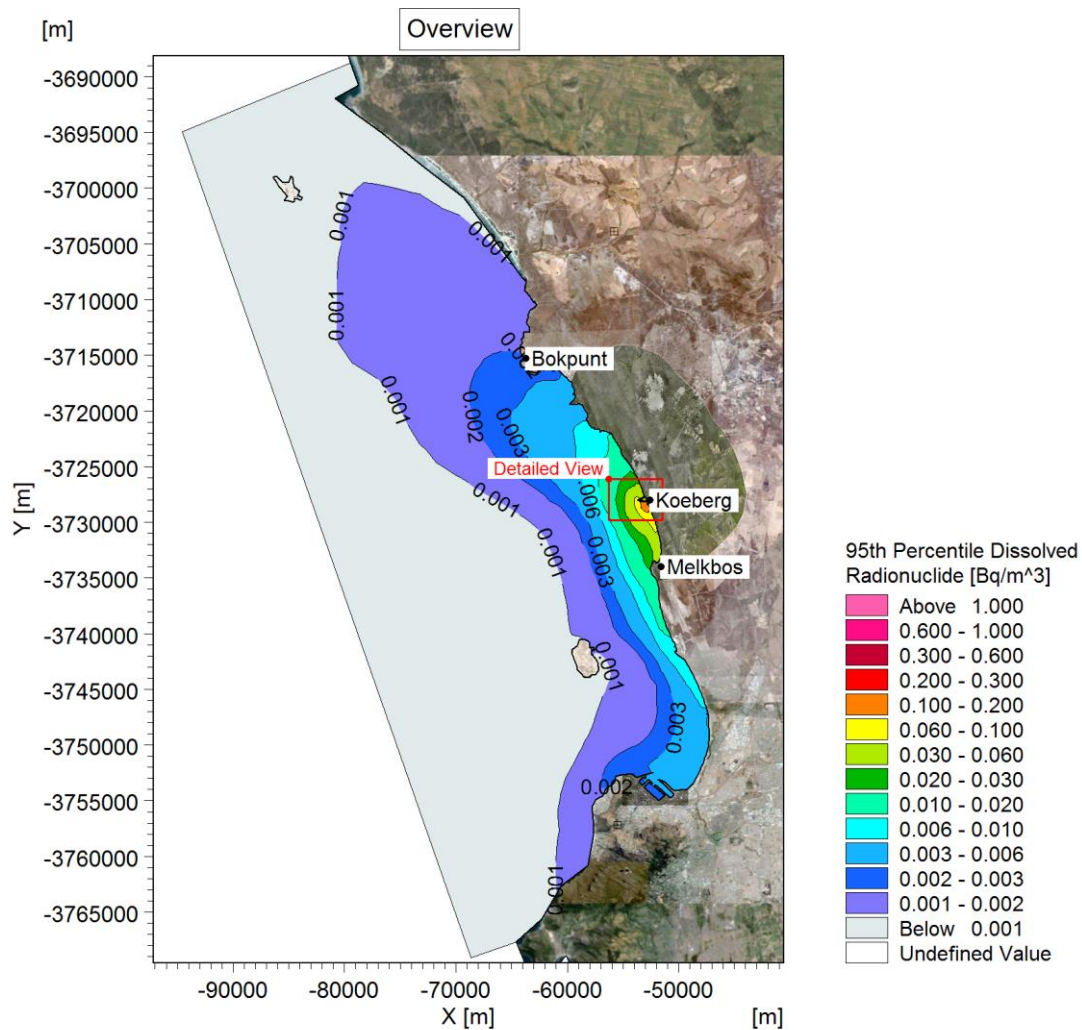 Overview
[m]
-3690000
-3695000
-3700000
-3705000
-3710000
-3715000
-3720000
-3725000
-3730000
-3735000
-3740000
-3745000
-3750000
-3755000
-3760000
-3765000
Y [m]
0.001
0.001
0.001
0.001
Bokpunt
0.002
0.003
Detailed View
0.006
Koeberg
0.001
0.001
0.003
Melkbos
0.001
0.003
0.002
0.001
-90000
-80000
-70000
-60000
-50000
X [m]
[m]
95th Percentile Dissolved
Radionuclide [Bq/m^3]
Above 1.000
0.600 - 1.000
0.300 - 0.600
0.200 - 0.300
0.100 - 0.200
0.060 - 0.100
0.030 - 0.060
0.020 - 0.030
0.010 - 0.020
0.006 - 0.010
0.003 - 0.006
0.002 - 0.003
0.001 - 0.002
Below 0.001
Undefined Value